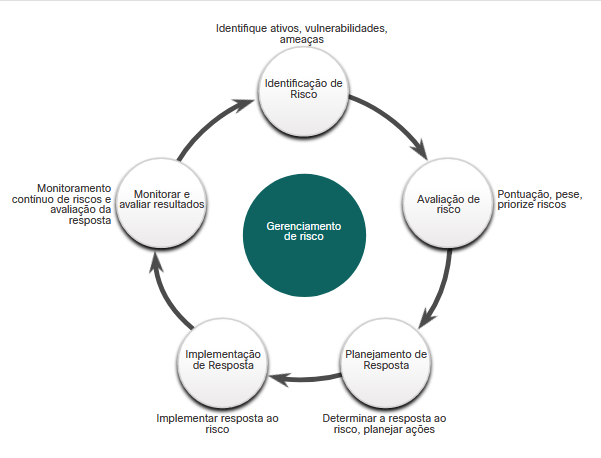 Identifique ativos, vulnerabilidades,
ameaças
Identificação de
Risco
Avaliação de
risco
Pontuação, pese,
priorize riscos
Planejamento de
Resposta
Determinar a resposta ao
risco, planejar ações
Implementação
de Resposta
Implementar resposta ao
risco
Monitorar e
avaliar resultados
Monitoramento
contínuo de riscos e
avaliação da
resposta
Gerenciamento
de risco